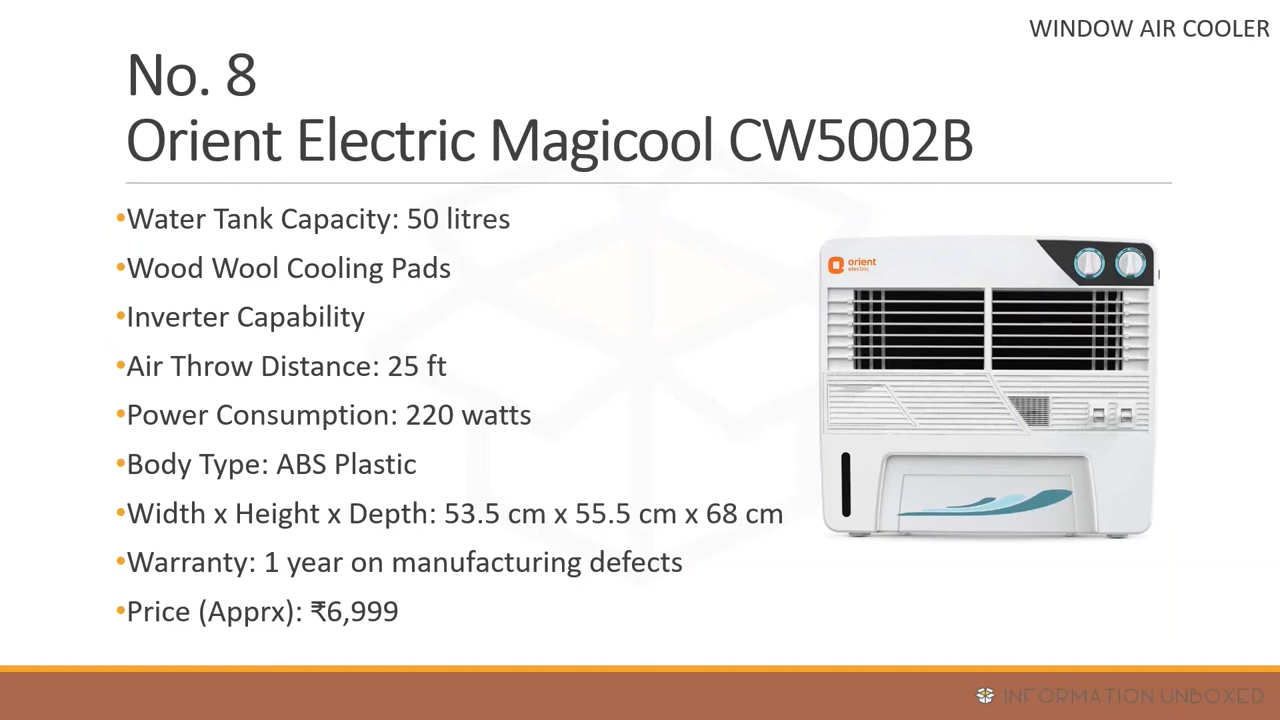 WINDOW AIR COOLER
No. 8
Orient Electric Magicool CW5002B
•Water Tank Capacity: 50 litres
•Wood Wool Cooling Pads
•Inverter Capability
•Air Throw Distance: 25 ft
•Power Consumption: 220 watts
•Body Type: ABS Plastic
•Width x Height x Depth: 53.5 cm x 55.5 cm x 68 cm
•Warranty: 1 year on manufacturing defects
•Price (Apprx): ₹6,999
orient
electric
INFORMATION UNBOXED